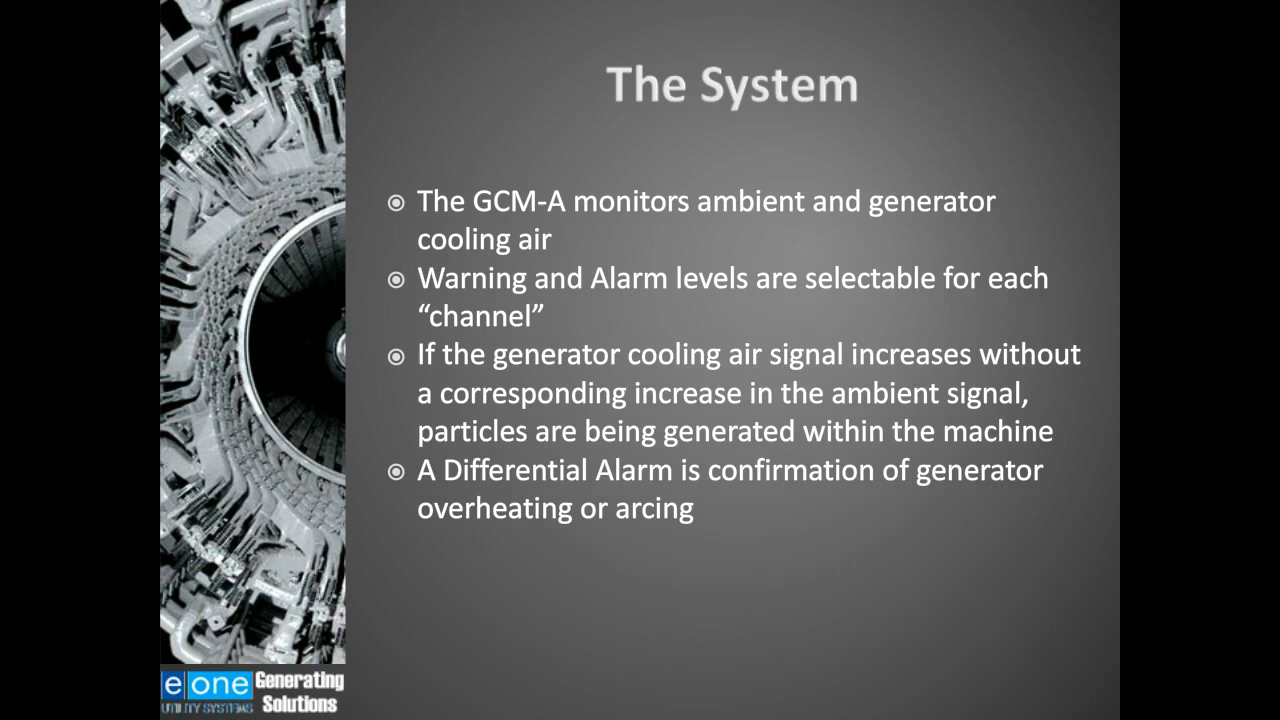 The System
The GCM-A monitors ambient and generator
cooling air
Warning and Alarm levels are selectable for each
“channel”
If the generator cooling air signal increases without
a corresponding increase in the ambient signal,
particles are being generated within the machine
A Differential Alarm is confirmation of generator
overheating or arcing
e one
UTILITY SYSTEMS
Generating
Solutions